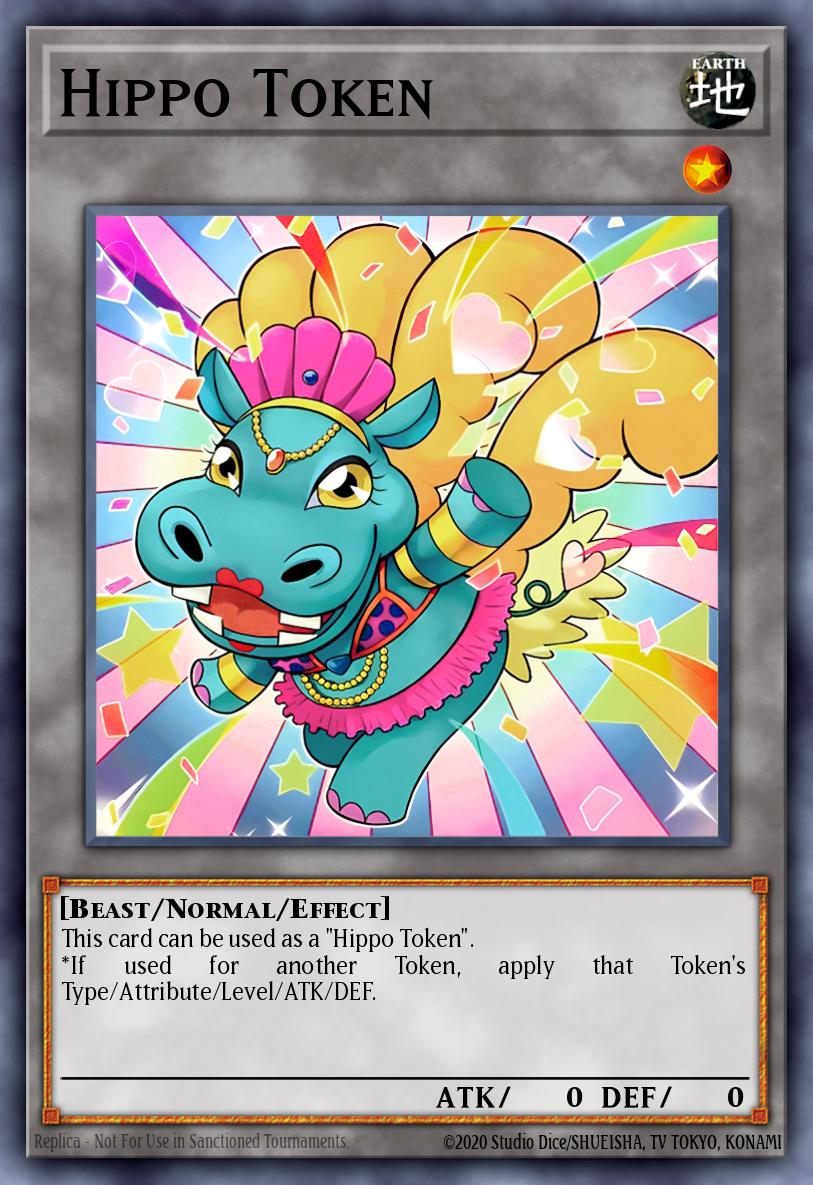 Hippo Token
EARTH
地
[Beast/Normal/Effect]
This card can be used as a "Hippo Token".
*If used for another Token, apply that Token's
Type/Attribute/Level/ATK/DEF.
ATK/ 0 DEF/ 0
Replica - Not For Use in Sanctioned Tournaments.
©2020 Studio Dice/SHUEISHA, TV TOKYO, KONAMI